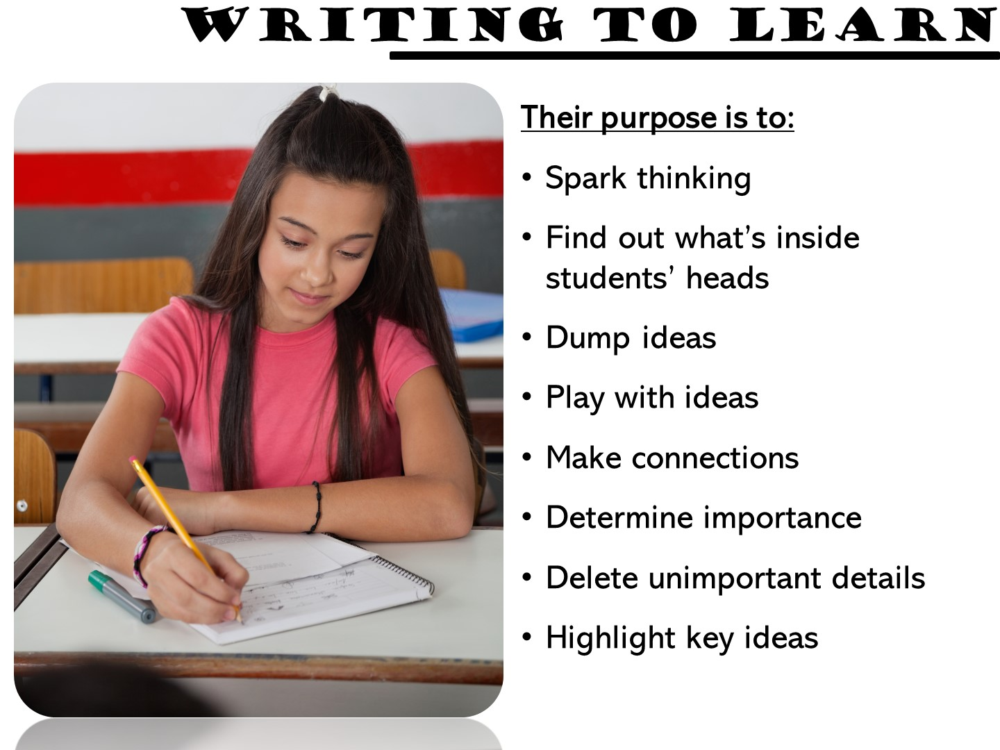 WRITING TO LEARN
Their purpose is to:
• Spark thinking
• Find out what’s inside
students’ heads
• Dump ideas
• Play with ideas
• Make connections
• Determine importance
• Delete unimportant details
• Highlight key ideas